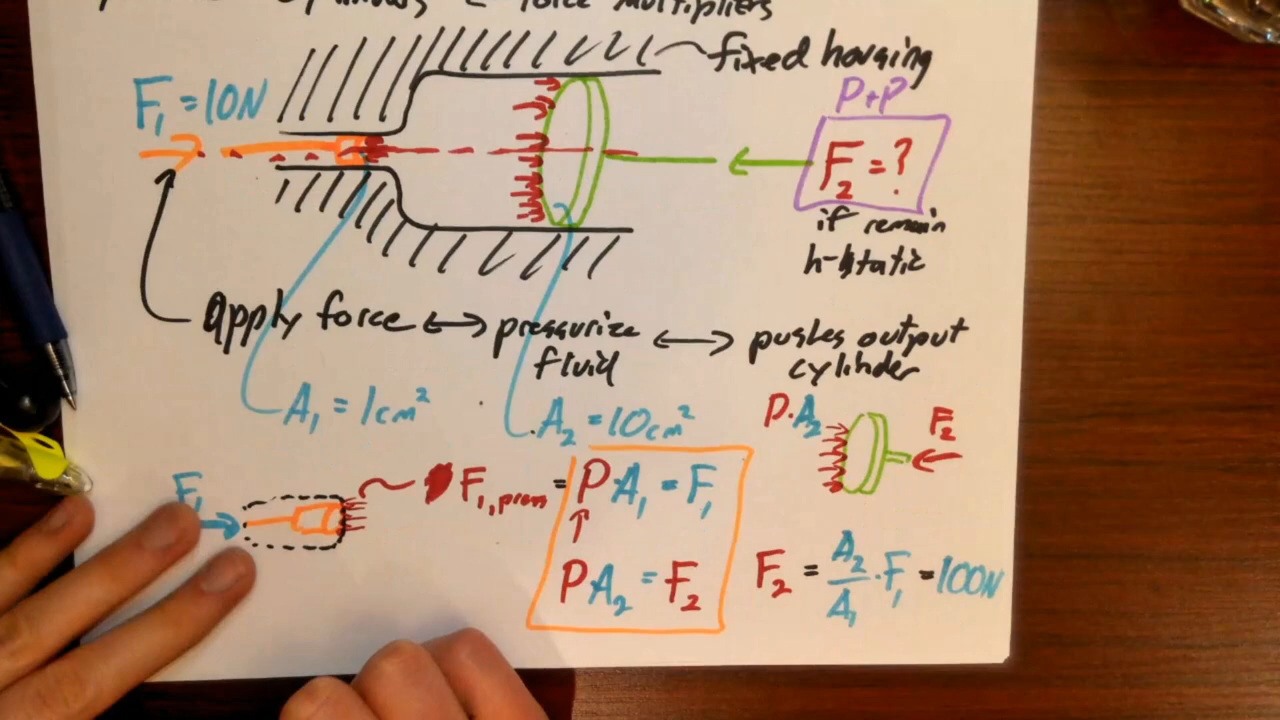 force multipliers
fixed housing
F₁ = 10N
P+P
F₂ = ?
if remain
h-static
apply force ↔ pressurize fluid ↔ pushes output cylinder
A₁ = 1cm²
A₂ = 10cm²
P·A₂
F₂
F₁
F₁,press = PA₁ = F₁
↑
PA₂ = F₂
F₂ = A₂/A₁ · F₁ = 100N